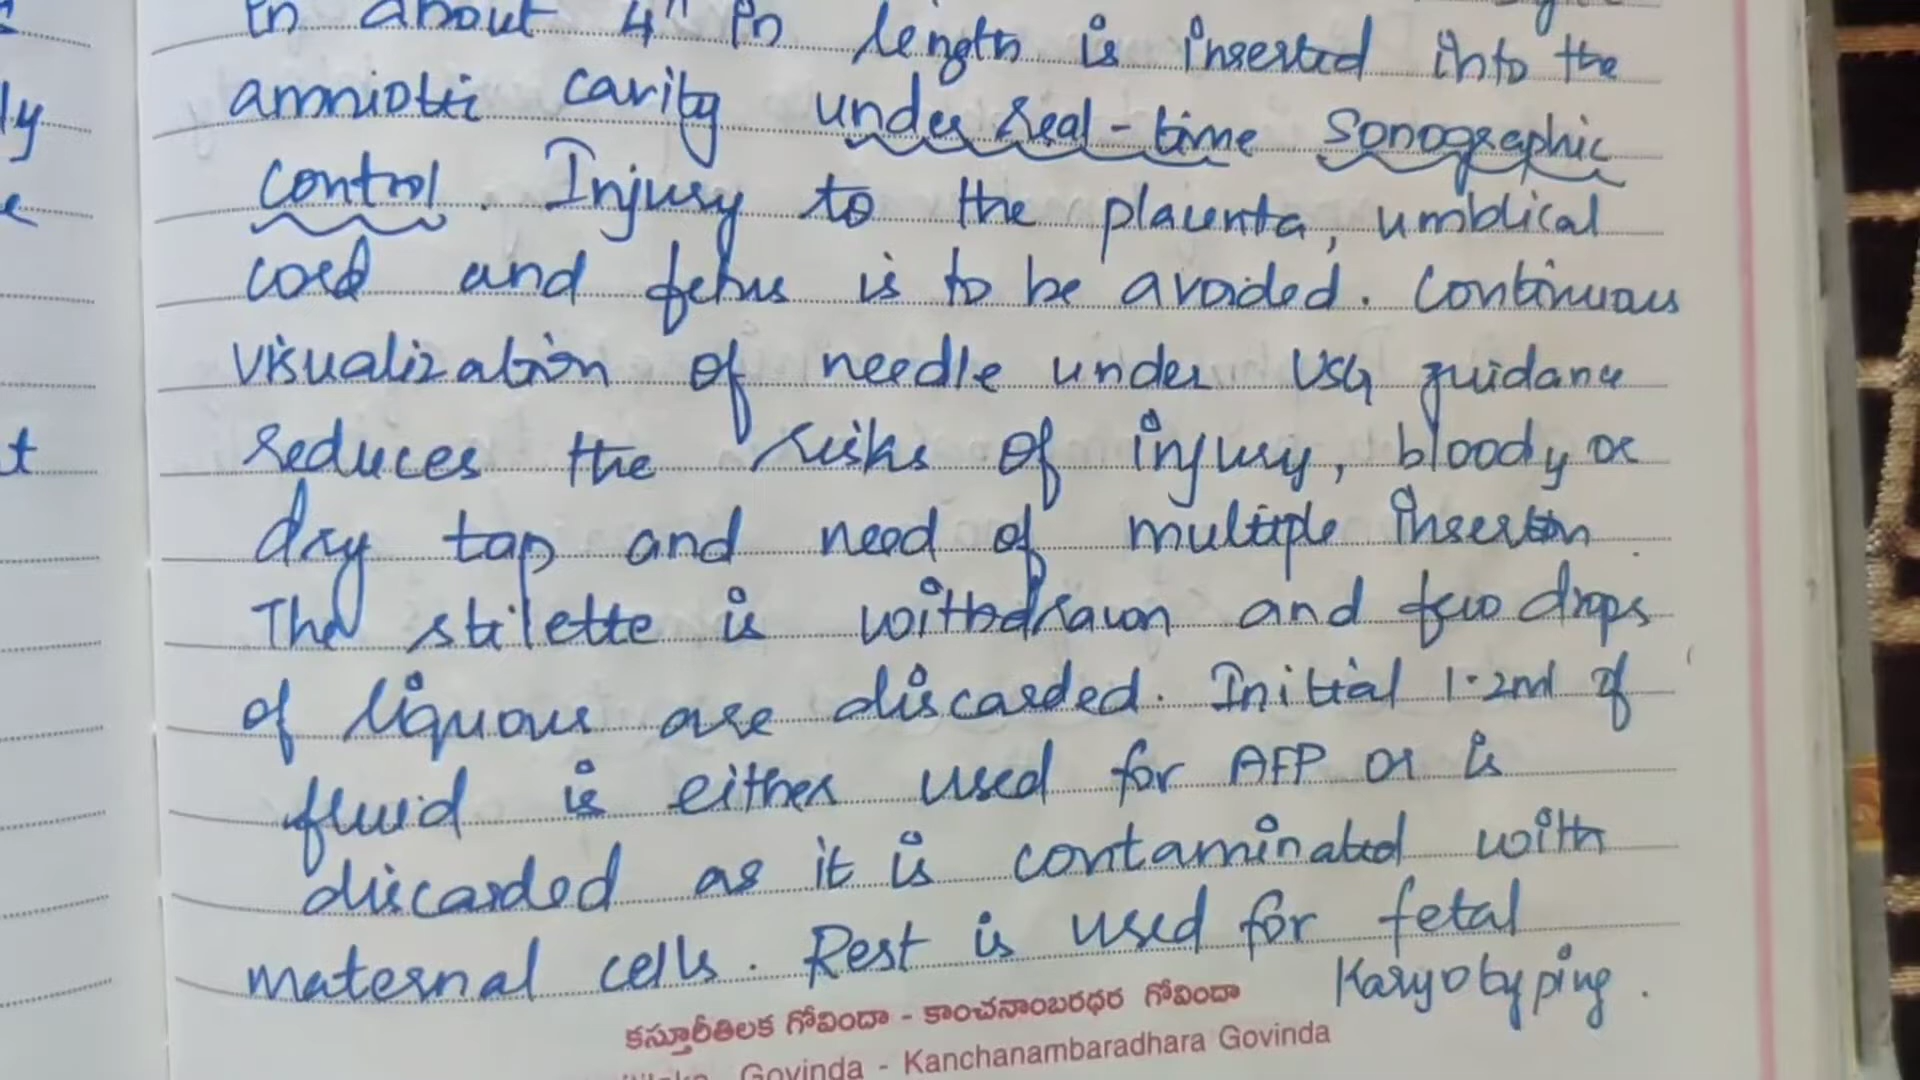 in about 4" in length is inserted into the
amniotic cavity under real-time sonographic
control. Injury to the placenta, umblical
cord and fetus is to be avoided. Continuous
visualization of needle under USG guidance
reduces the risks of injury, bloody or
dry tap and need of multiple insertion.
The stilette is withdrawn and few drops
of liquour are discarded. Initial 1-2ml of
fluid is either used for AFP or is
discarded as it is contaminated with
maternal cells. Rest is used for fetal
Karyotyping.
కస్తూరీతిలక గోవిందా - కాంచనాంబరధర గోవిందా
Govinda - Kanchanambaradhara Govinda